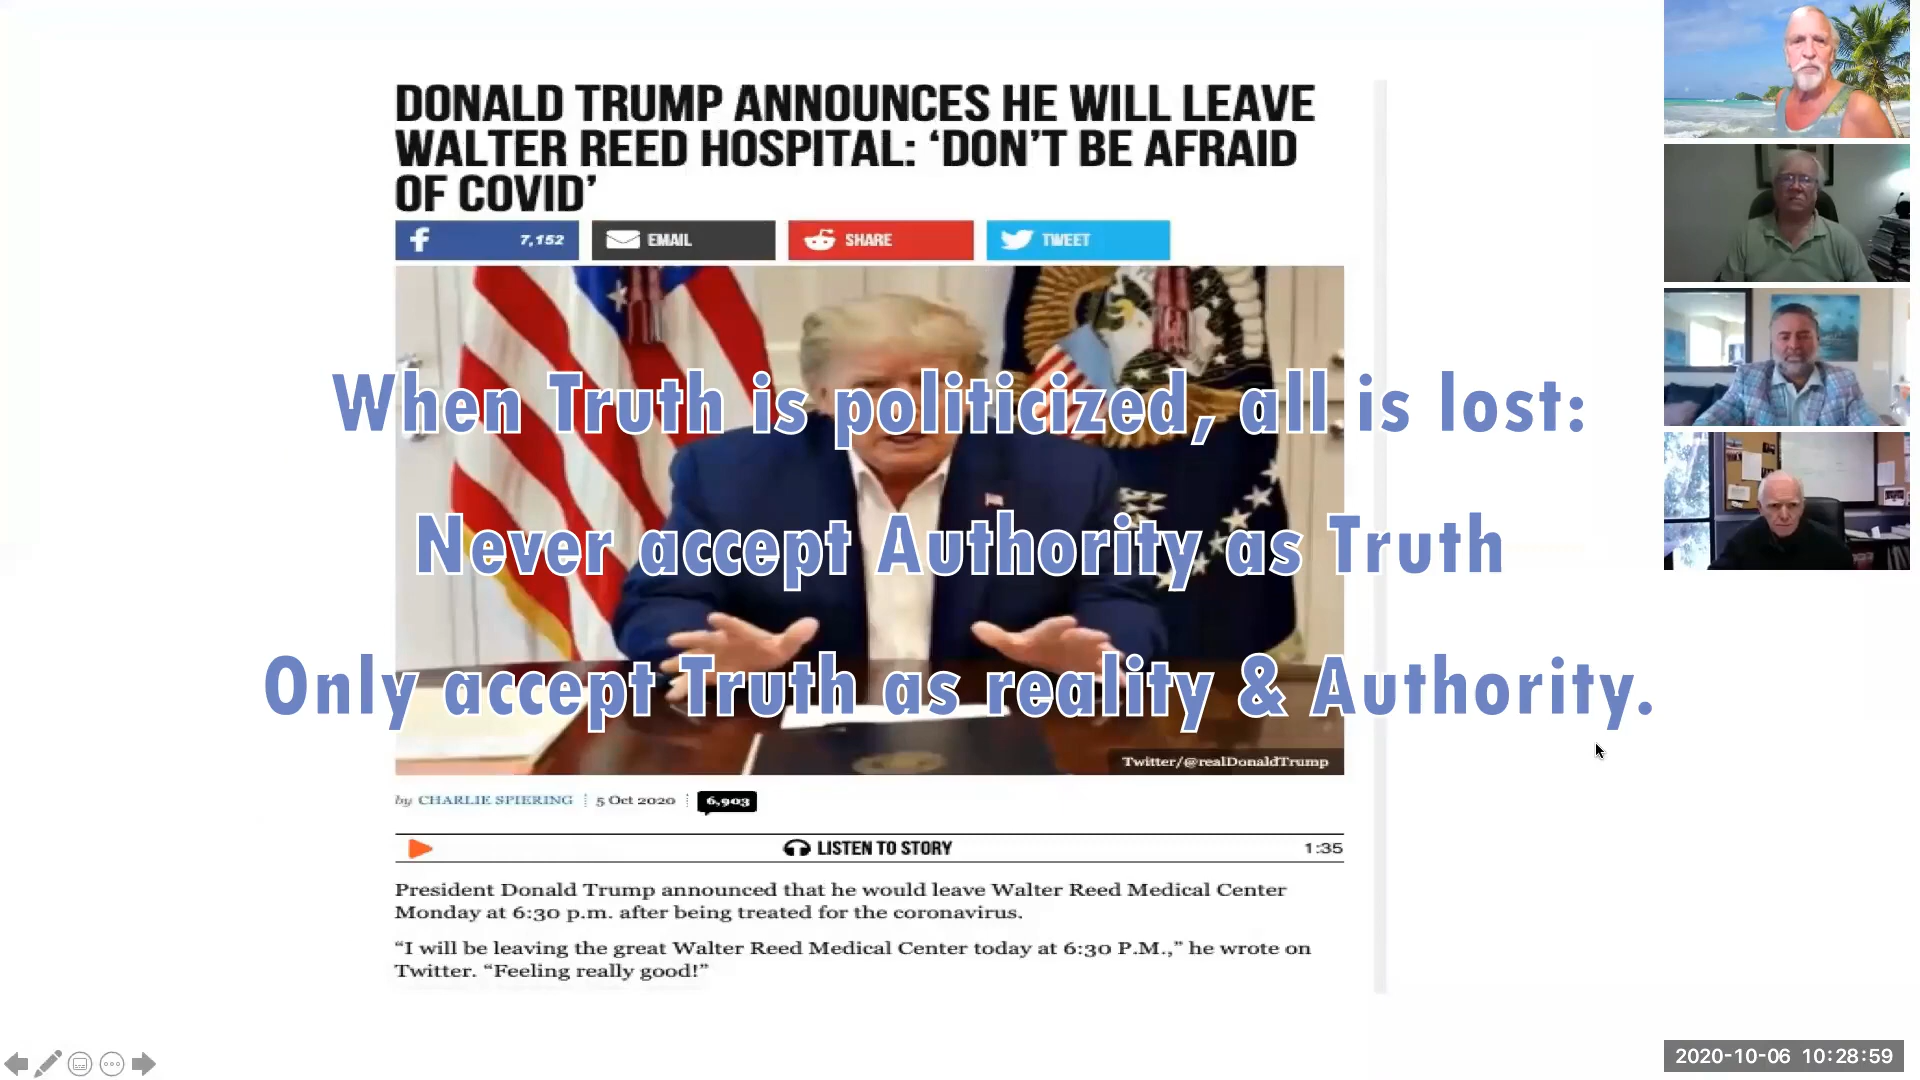 DONALD TRUMP ANNOUNCES HE WILL LEAVE
WALTER REED HOSPITAL: ‘DON’T BE AFRAID
OF COVID’
7,152
EMAIL
SHARE
TWEET
When Truth is politicized, all is lost:
Never accept Authority as Truth
Only accept Truth as reality & Authority.
Twitter/@realDonaldTrump
by CHARLIE SPIERING 5 Oct 2020 6,903
LISTEN TO STORY 1:35
President Donald Trump announced that he would leave Walter Reed Medical Center
Monday at 6:30 p.m. after being treated for the coronavirus.
“I will be leaving the great Walter Reed Medical Center today at 6:30 P.M.,” he wrote on
Twitter. “Feeling really good!”
2020-10-06 10:28:59